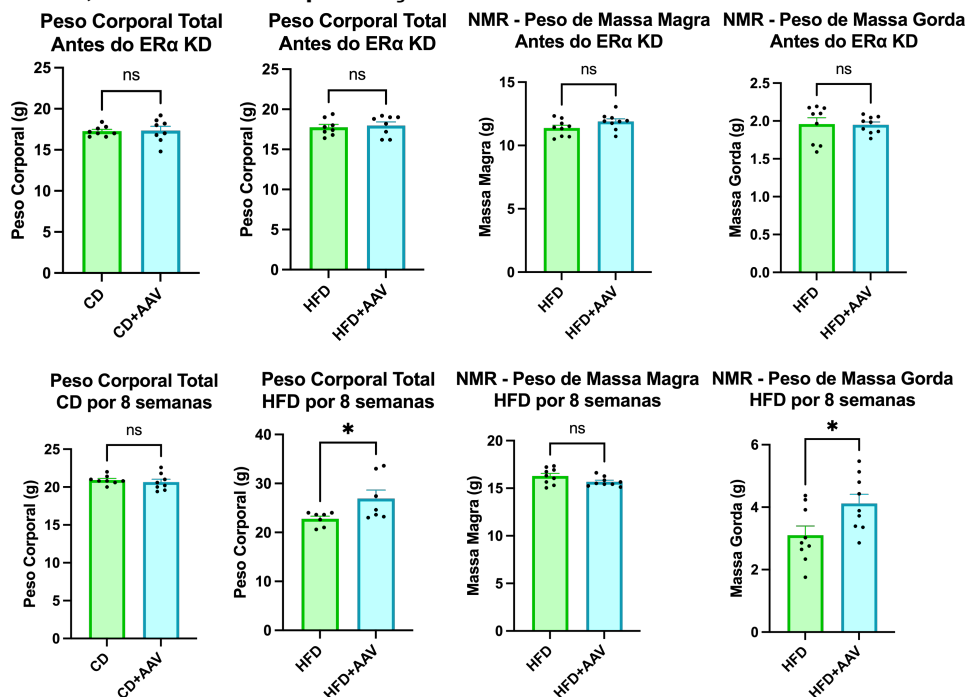 Peso Corporal Total
Antes do ERα KD
Peso Corporal (g)
25
20
15
10
5
0
ns
CD
CD+AAV
Peso Corporal Total
Antes do ERα KD
Peso Corporal (g)
25
20
15
10
5
0
ns
HFD
HFD+AAV
NMR - Peso de Massa Magra
Antes do ERα KD
Massa Magra (g)
15
10
5
0
ns
HFD
HFD+AAV
NMR - Peso de Massa Gorda
Antes do ERα KD
Massa Gorda (g)
2.5
2.0
1.5
1.0
0.5
0.0
ns
HFD
HFD+AAV
Peso Corporal Total
CD por 8 semanas
Peso Corporal (g)
25
20
15
10
5
0
ns
CD
CD+AAV
Peso Corporal Total
HFD por 8 semanas
Peso Corporal (g)
40
30
20
10
0
*
HFD
HFD+AAV
NMR - Peso de Massa Magra
HFD por 8 semanas
Massa Magra (g)
20
15
10
5
0
ns
HFD
HFD+AAV
NMR - Peso de Massa Gorda
HFD por 8 semanas
Massa Gorda (g)
6
4
2
0
*
HFD
HFD+AAV